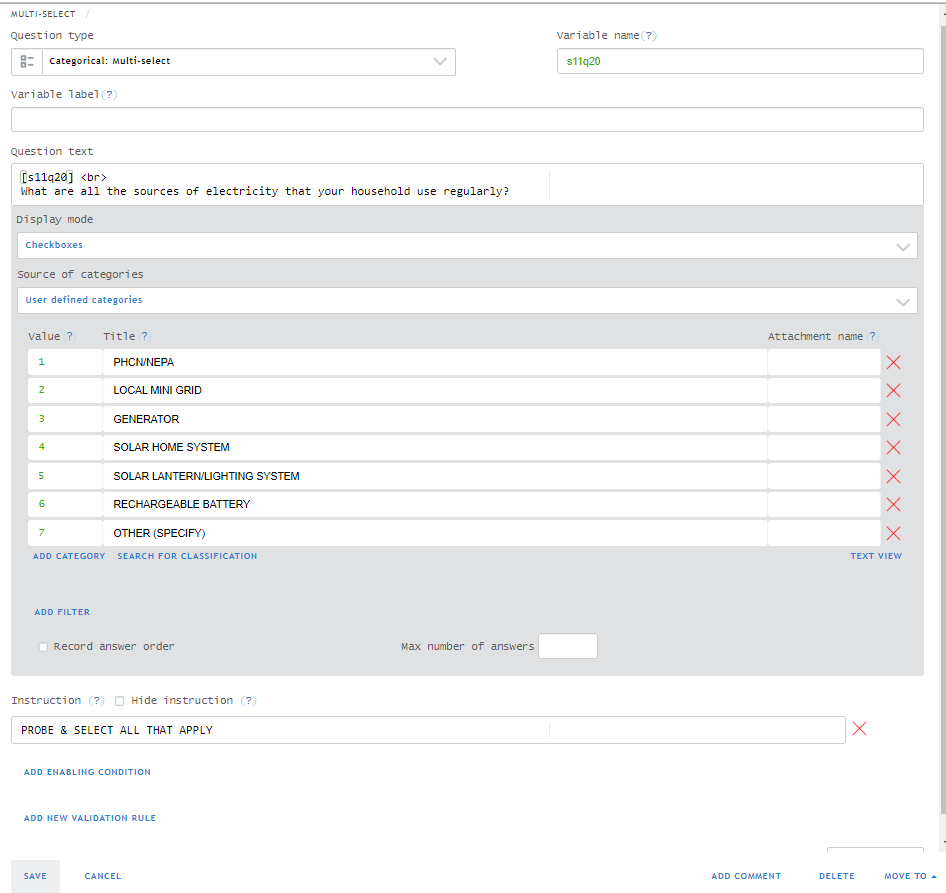 MULTI-SELECT /
Question type
Variable name(?)
Categorical: Multi-select
s11q20
Variable label(?)
Question text
[s11q20] <br>
What are all the sources of electricity that your household use regularly?
Display mode
Checkboxes
Source of categories
User defined categories
Value ? Title ? Attachment name ?
1 PHCN/NEPA
2 LOCAL MINI GRID
3 GENERATOR
4 SOLAR HOME SYSTEM
5 SOLAR LANTERN/LIGHTING SYSTEM
6 RECHARGEABLE BATTERY
7 OTHER (SPECIFY)
ADD CATEGORY SEARCH FOR CLASSIFICATION TEXT VIEW
ADD FILTER
Record answer order Max number of answers
Instruction (?) Hide instruction (?)
PROBE & SELECT ALL THAT APPLY
ADD ENABLING CONDITION
ADD NEW VALIDATION RULE
SAVE CANCEL ADD COMMENT DELETE MOVE TO